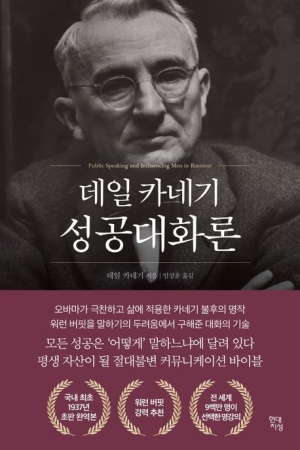 Public Speaking and Influencing Men in Business
데일 카네기
성공대화론
데일 카네기 지음 | 임상훈 옮김
오바마가 극찬하고 삶에 적용한 카네기 불후의 명작
워런 버핏을 말하기의 두려움에서 구해준 대화의 기술
모든 성공은 '어떻게' 말하느냐에 달려 있다
평생 자산이 될 절대불변 커뮤니케이션 바이블
국내 최초
1937년
초판 완역본
워런 버핏
강력 추천
전 세계
9백만 명이
선택한 명강의
현대
지성